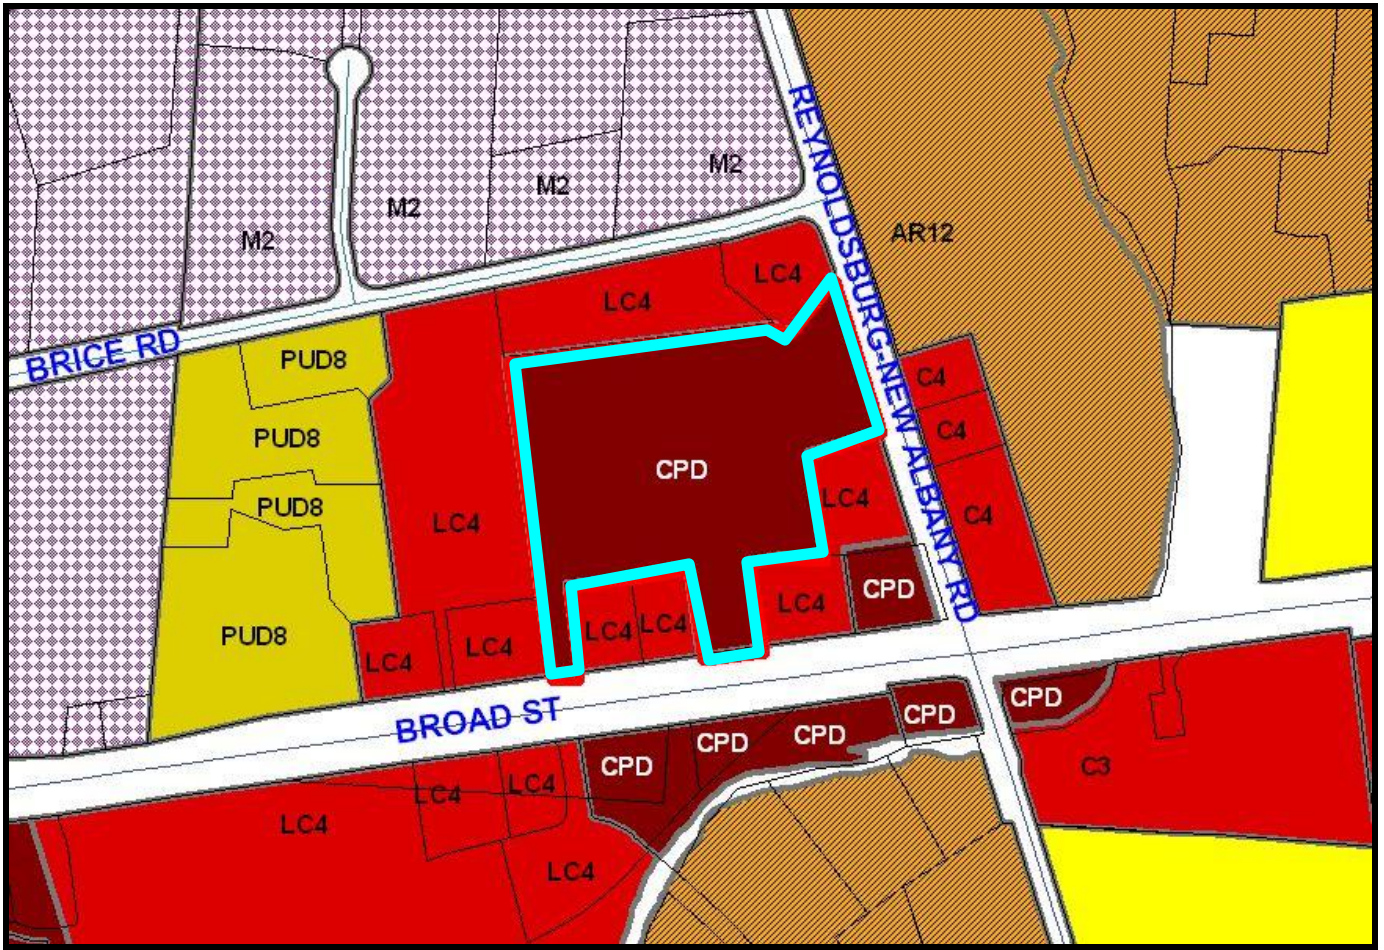 REYNOLDSBURG-NEW ALBANY RD
M2
M2
M2
M2
AR12
LC4
LC4
BRICE RD
PUD8
C4
PUD8
C4
CPD
LC4
PUD8
LC4
C4
CPD
LC4
LC4
LC4
PUD8
LC4
LC4
CPD
CPD
BROAD ST
CPD
CPD
CPD
C3
LC4
LC4
LC4
LC4